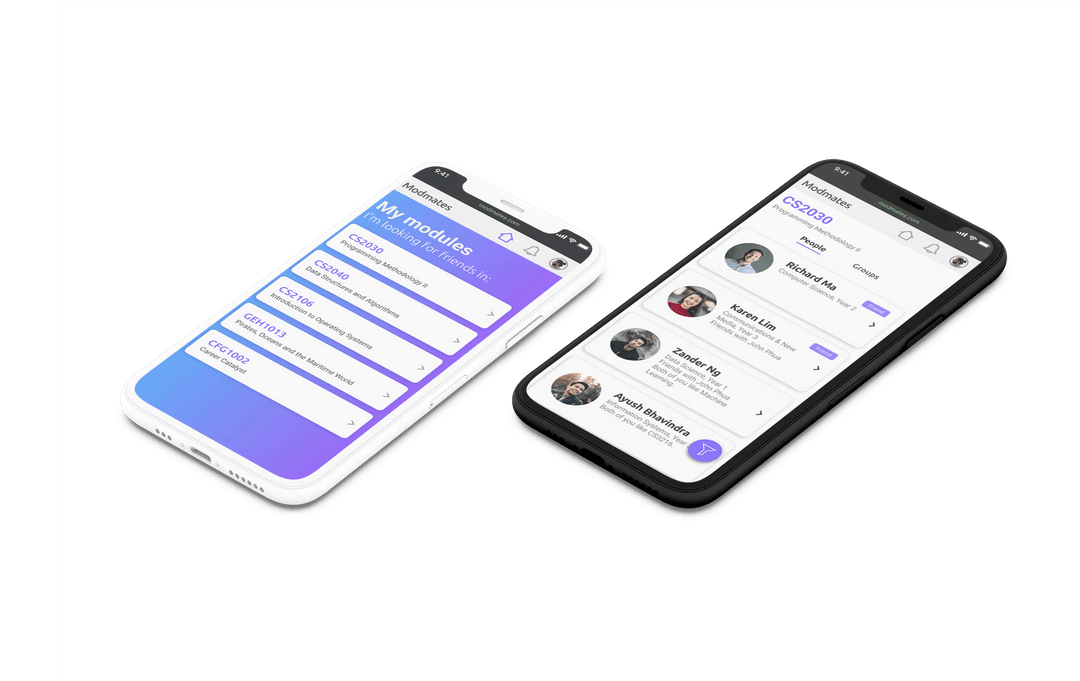 9:41
modmates.com
Modmates
My modules
I'm looking for friends in:
CS2030
Programming Methodology II
CS2040
Data Structures and Algorithms
CS2106
Introduction to Operating Systems
GEH1013
Pirates, Oceans and the Maritime World
CFG1002
Career Catalyst
9:41
modmates.com
Modmates
CS2030
Programming Methodology II
People
Groups
Richard Ma
Computer Science, Year 2
Friend
Karen Lim
Communications & New
Media, Year 3
Friends with John Phua
Friend
Zander Ng
Data Science, Year 1
Friends with John Phua
Both of you like Machine
Learning
Ayush Bhavindra
Information Systems, Year
Both of you like CS3216.